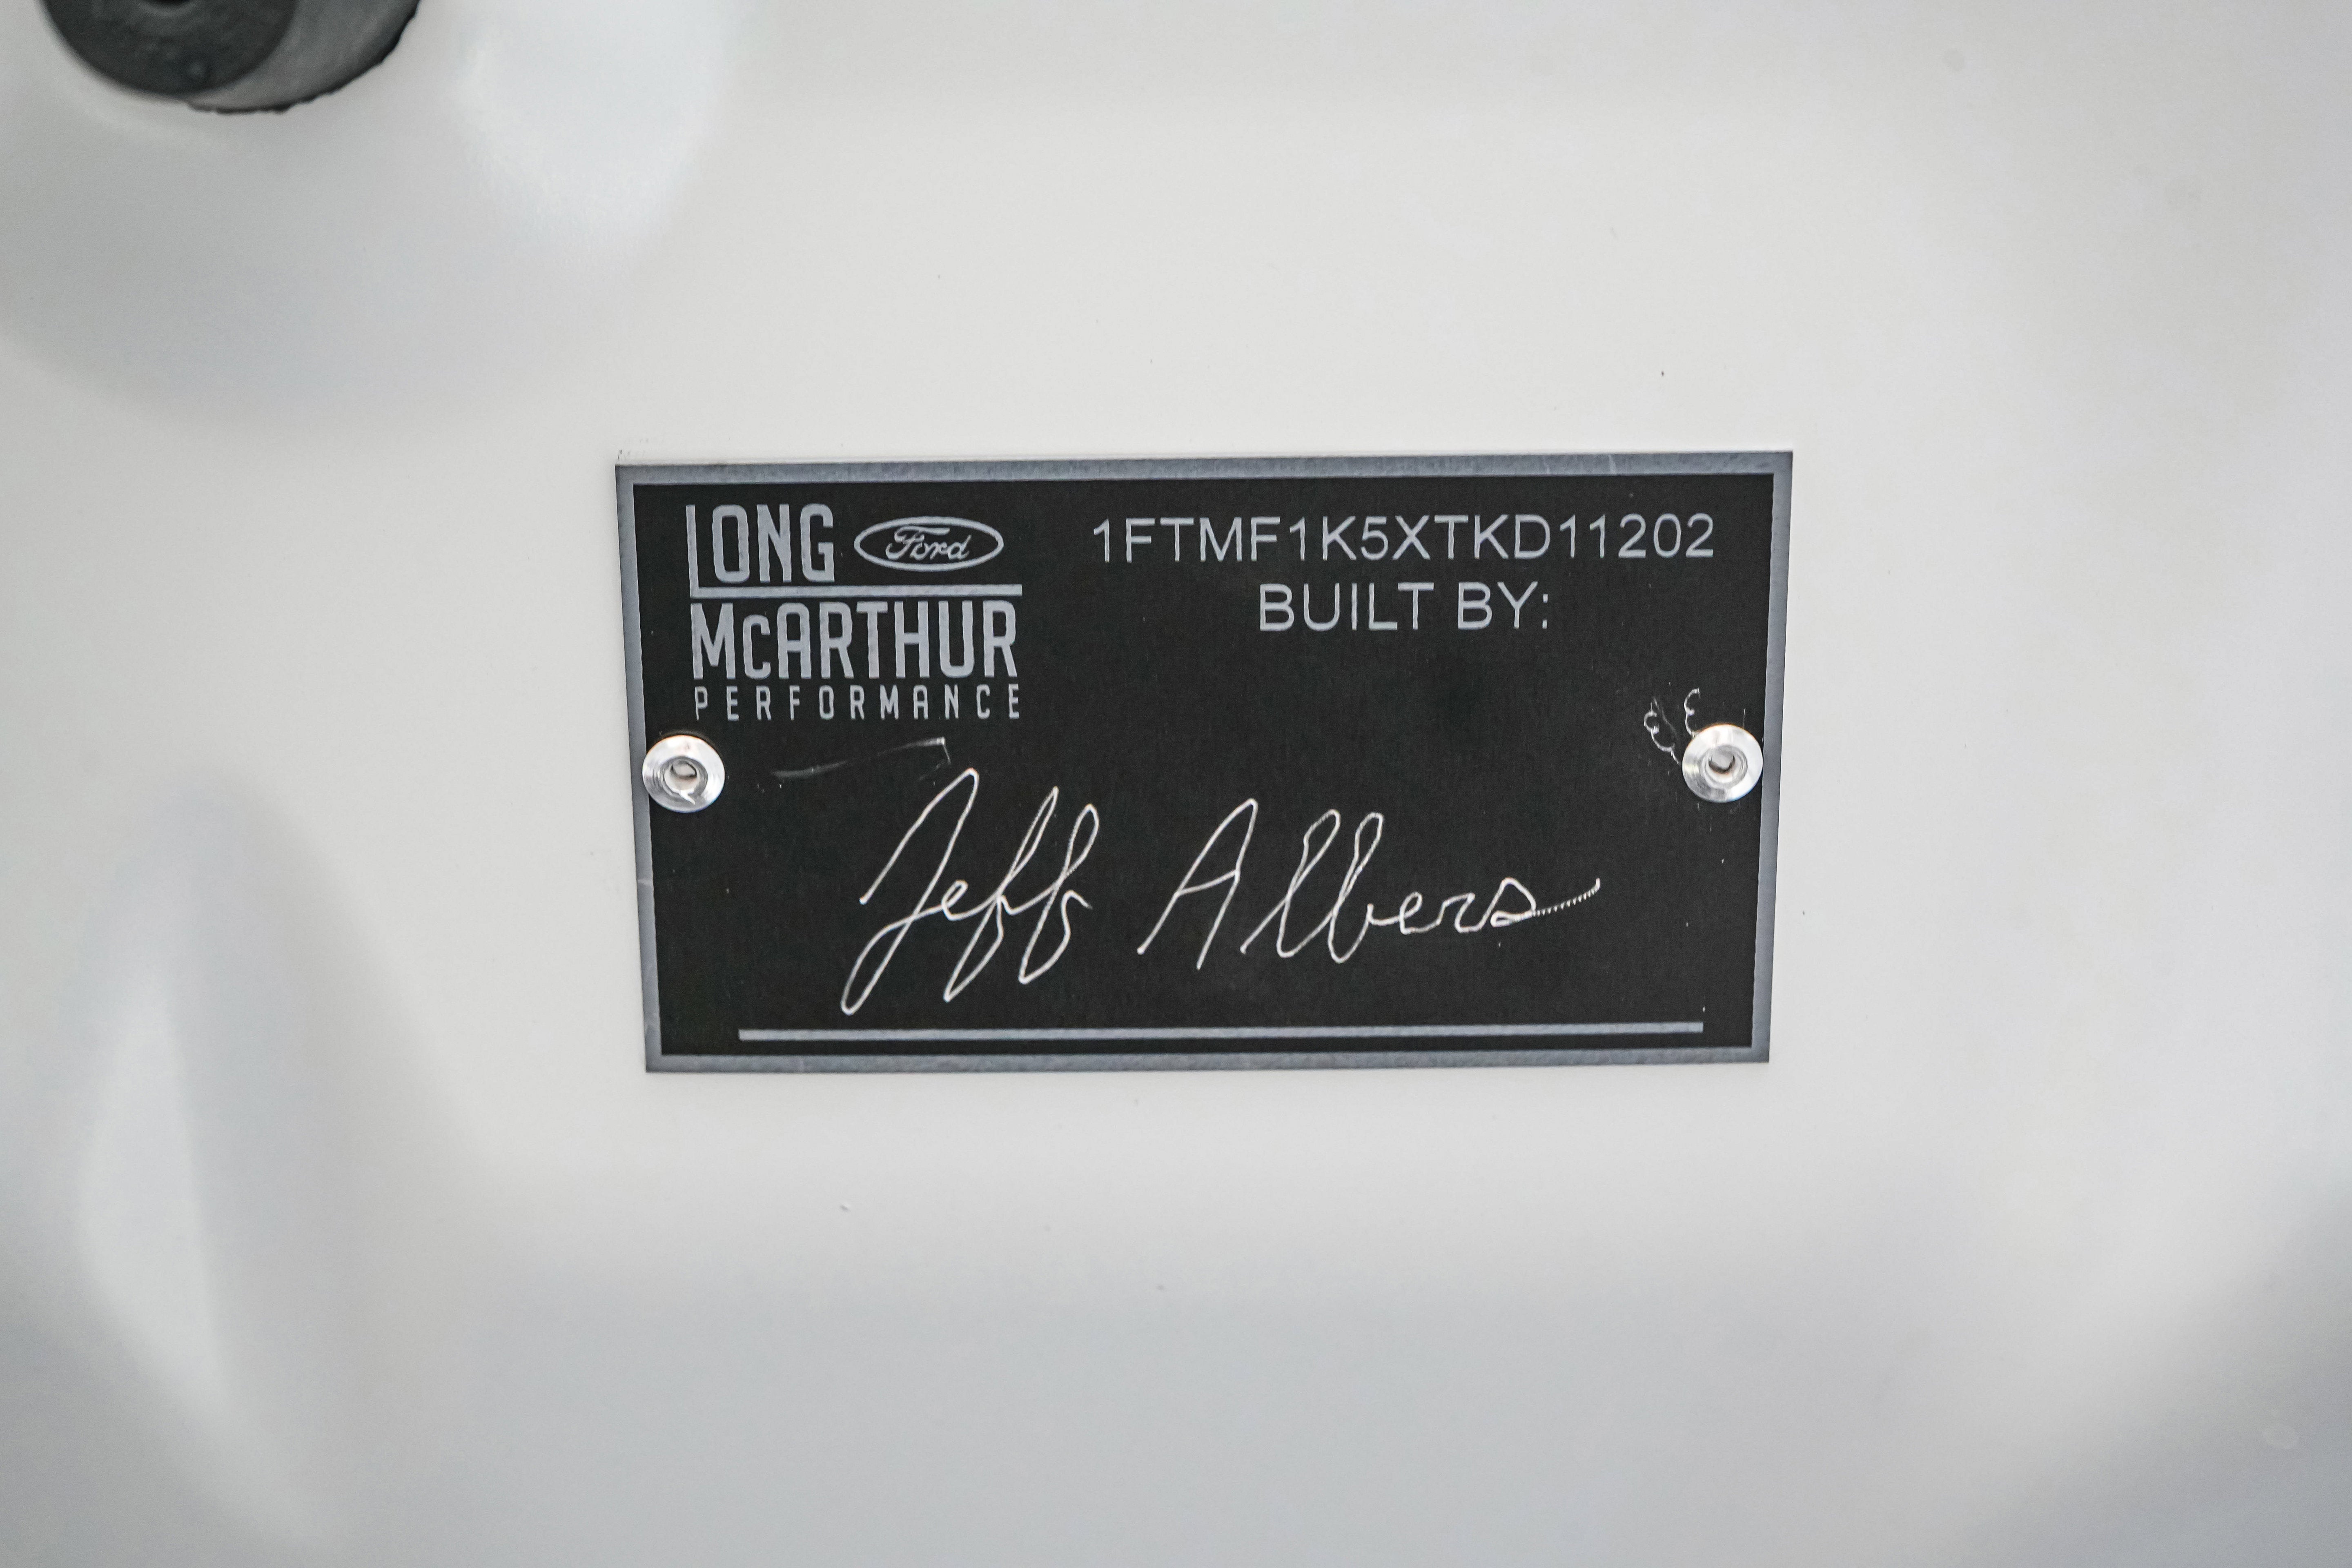 LONG Ford
McARTHUR
PERFORMANCE
1FTMF1K5XTKD11202
BUILT BY:
Jeff Albers